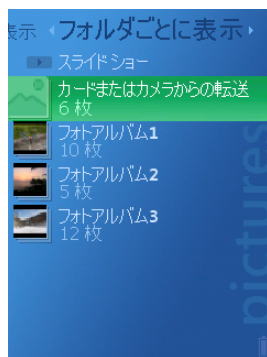 表示 フォルダごとに表示
スライド ショー
カードまたはカメラからの転送
6 枚
フォトアルバム1
10 枚
フォトアルバム2
5 枚
フォトアルバム3
12 枚
pictures